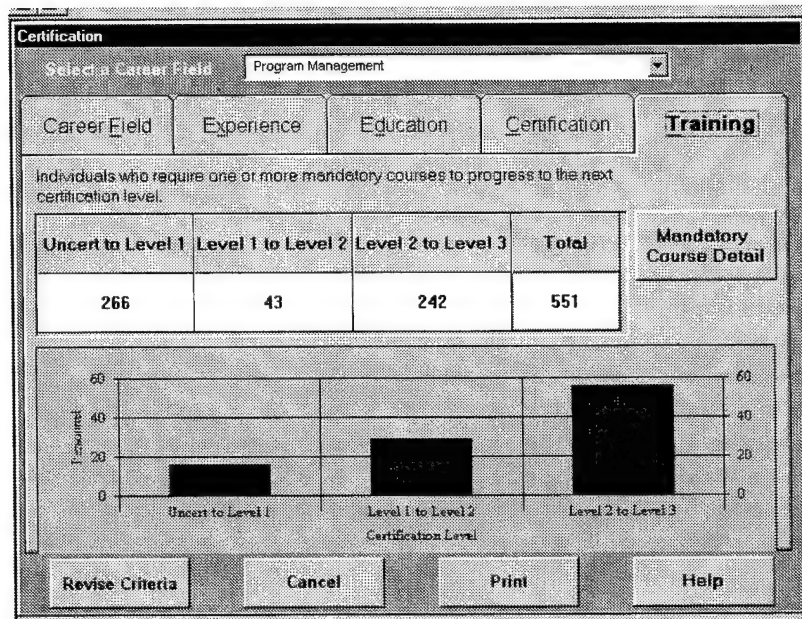 Certification
Select a Career Field Program Management
Career Field Experience Education Certification Training
Individuals who require one or more mandatory courses to progress to the next
certification level.
Uncert to Level 1 Level 1 to Level 2 Level 2 to Level 3 Total
266 43 242 551
Mandatory
Course Detail
60 60
40 40
20 20
0 0
Personnel
Uncert to Level 1 Level 1 to Level 2 Level 2 to Level 3
Certification Level
Revise Criteria Cancel Print Help